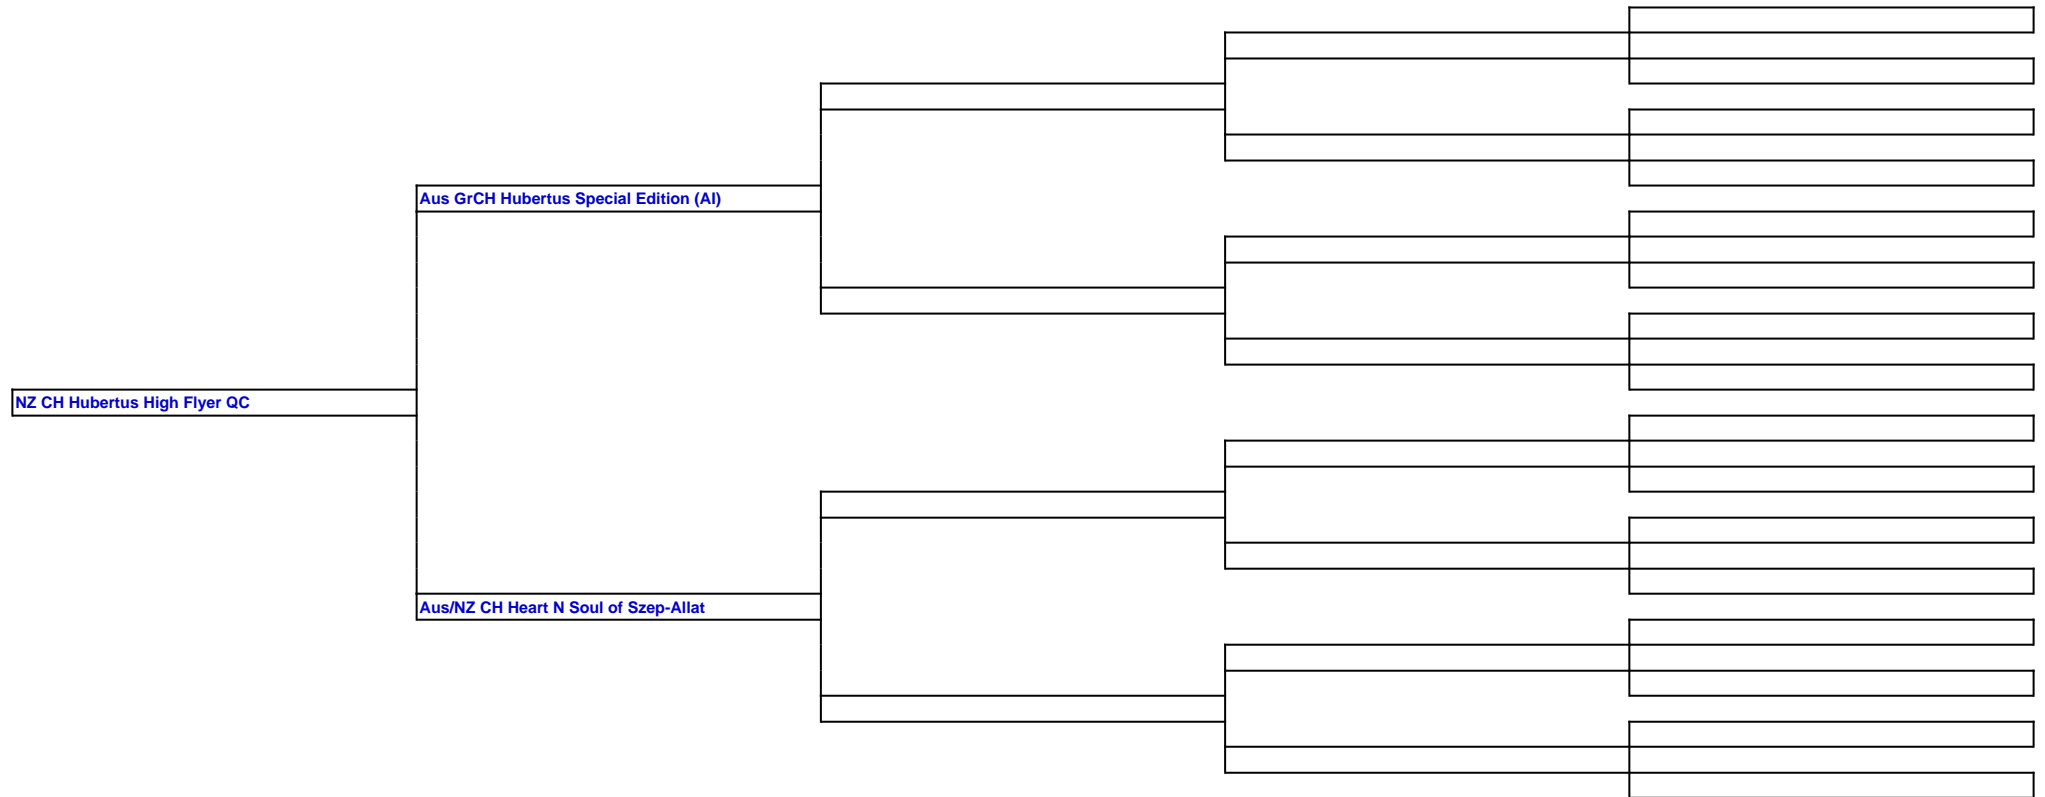 Aus GrCH Hubertus Special Edition (AI)
NZ CH Hubertus High Flyer QC
Aus/NZ CH Heart N Soul of Szep-Allat